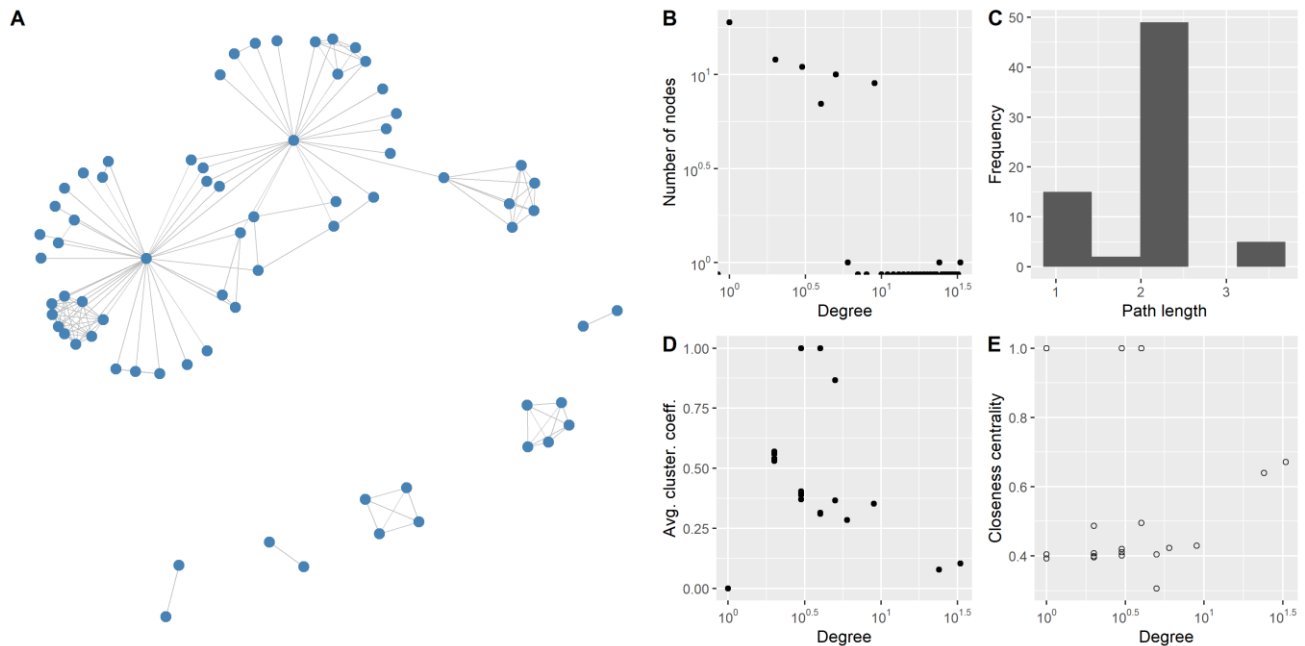 A
B
Number of nodes
10^1
10^0.5
10^0
10^0 10^0.5 10^1 10^1.5
Degree
C
Frequency
50
40
30
20
10
0
1 2 3
Path length
D
Avg. cluster. coeff.
1.00
0.75
0.50
0.25
0.00
10^0 10^0.5 10^1 10^1.5
Degree
E
Closeness centrality
1.0
0.8
0.6
0.4
10^0 10^0.5 10^1 10^1.5
Degree